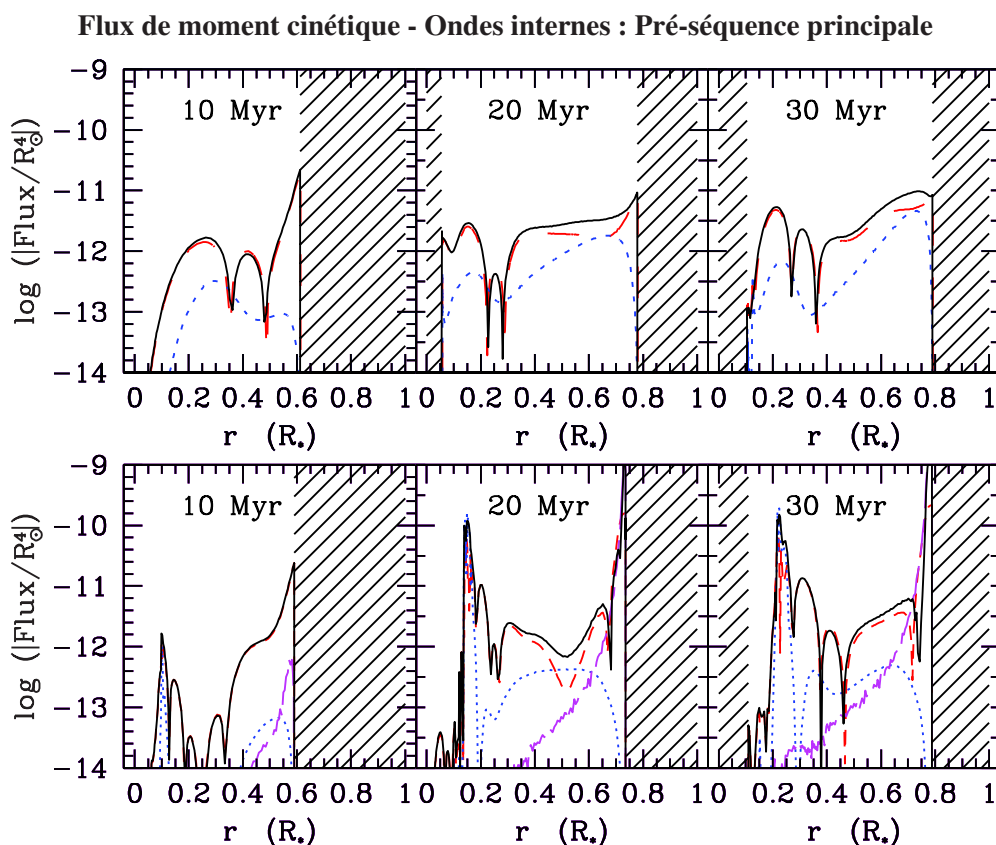 Flux de moment cinétique - Ondes internes : Pré-séquence principale
log (|Flux/R⊙⁴|)
-9
-10
-11
-12
-13
-14
10 Myr
20 Myr
30 Myr
0 0.2 0.4 0.6 0.8 1 0 0.2 0.4 0.6 0.8 1 0 0.2 0.4 0.6 0.8 1
r (R*) r (R*) r (R*)
log (|Flux/R⊙⁴|)
-9
-10
-11
-12
-13
-14
10 Myr
20 Myr
30 Myr
0 0.2 0.4 0.6 0.8 1 0 0.2 0.4 0.6 0.8 1 0 0.2 0.4 0.6 0.8 1
r (R*) r (R*) r (R*)